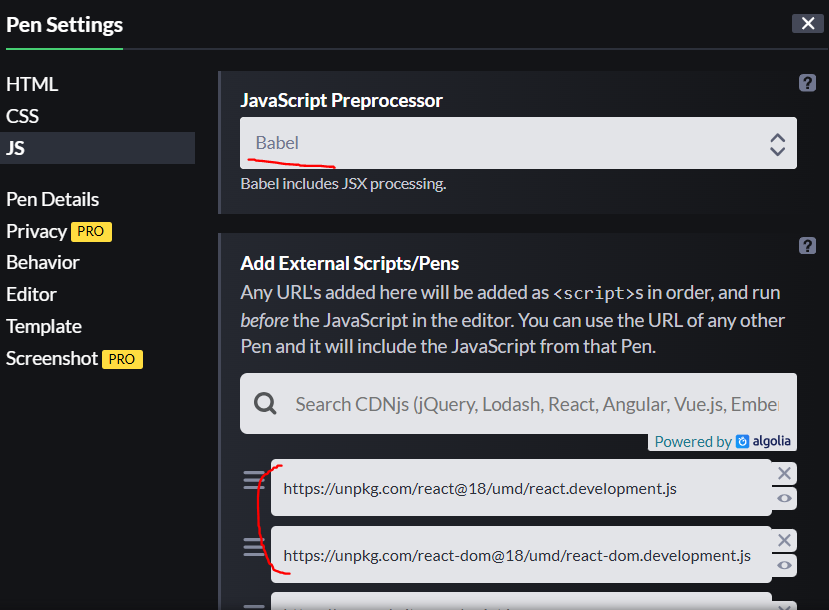 Pen Settings
HTML
CSS
JS
Pen Details
Privacy PRO
Behavior
Editor
Template
Screenshot PRO
JavaScript Preprocessor
?
Babel
Babel includes JSX processing.
?
Add External Scripts/Pens
Any URL's added here will be added as <script>s in order, and run
before the JavaScript in the editor. You can use the URL of any other
Pen and it will include the JavaScript from that Pen.
Search CDNjs (jQuery, Lodash, React, Angular, Vue.js, Ember
Powered by algolia
https://unpkg.com/react@18/umd/react.development.js
https://unpkg.com/react-dom@18/umd/react-dom.development.js